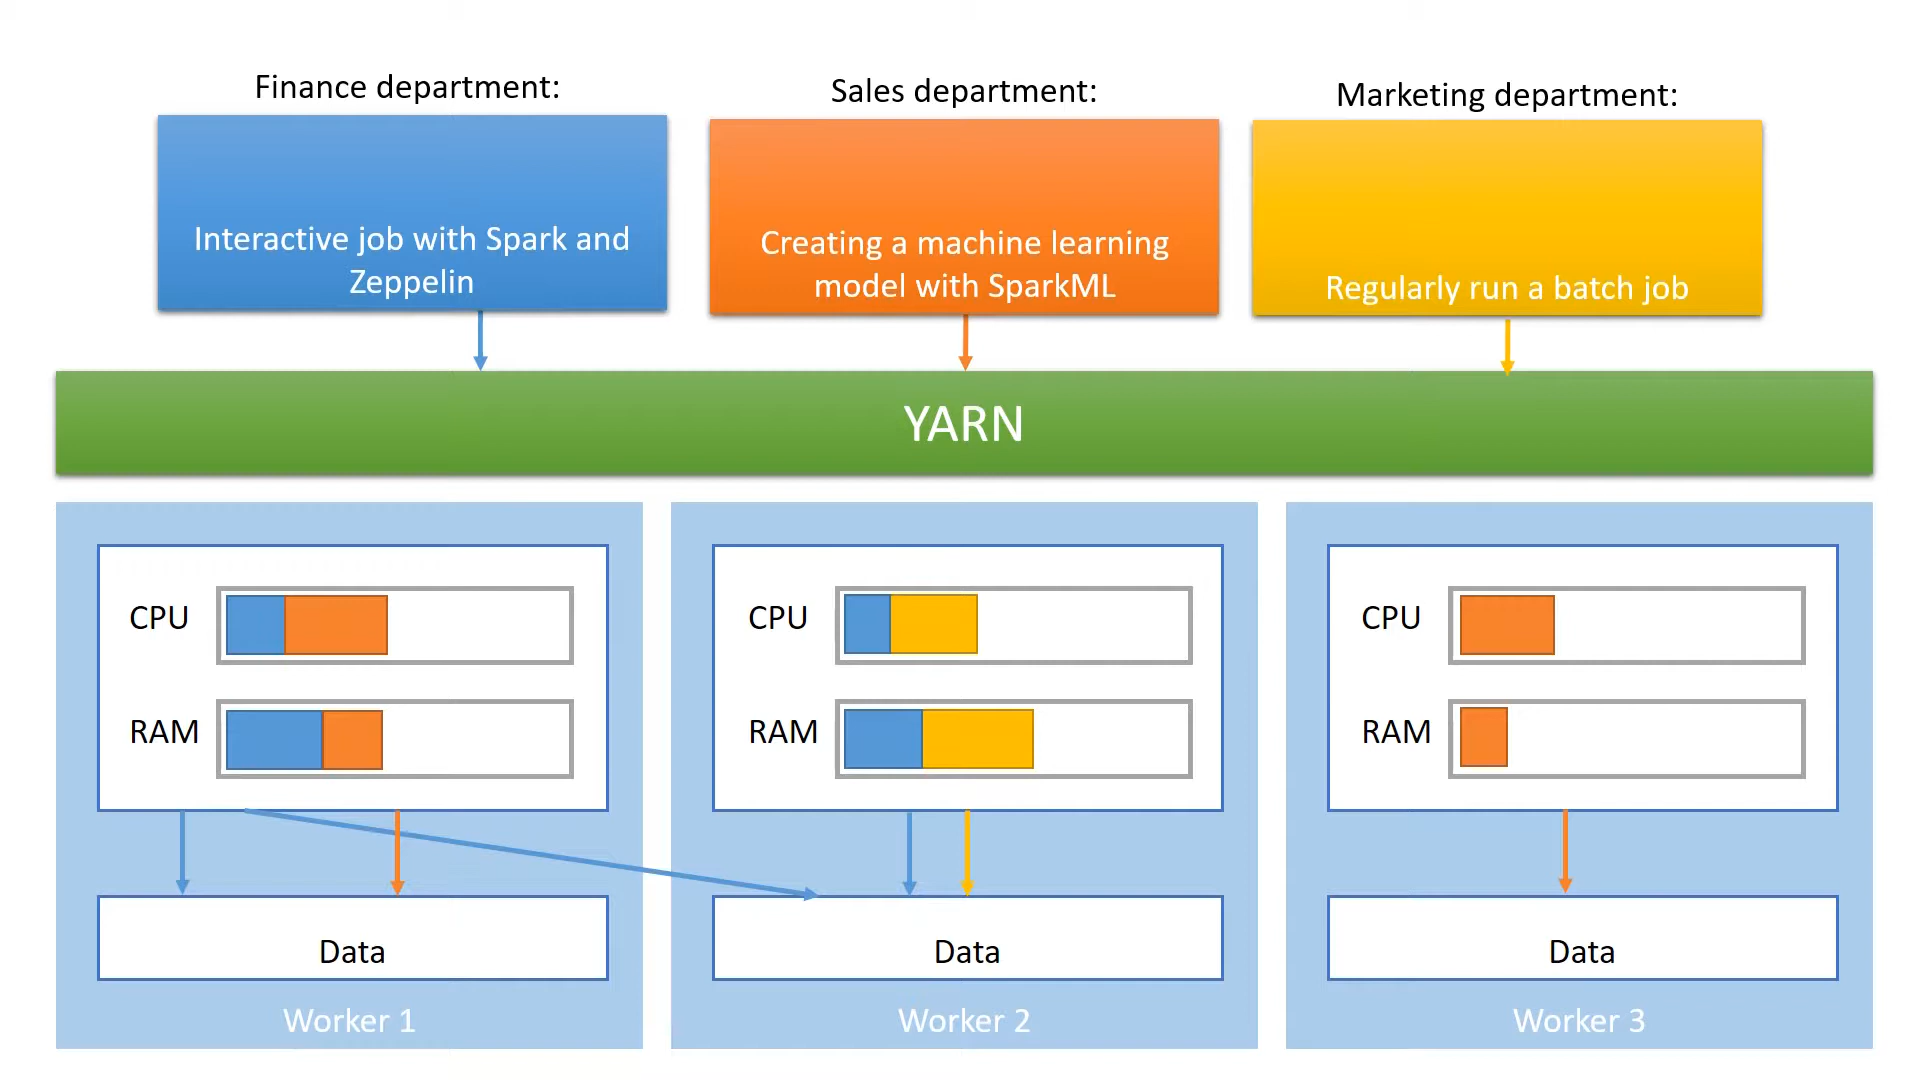 Finance department:
Sales department:
Marketing department:
Interactive job with Spark and
Zeppelin
Creating a machine learning
model with SparkML
Regularly run a batch job
YARN
CPU
RAM
Data
Worker 1
CPU
RAM
Data
Worker 2
CPU
RAM
Data
Worker 3